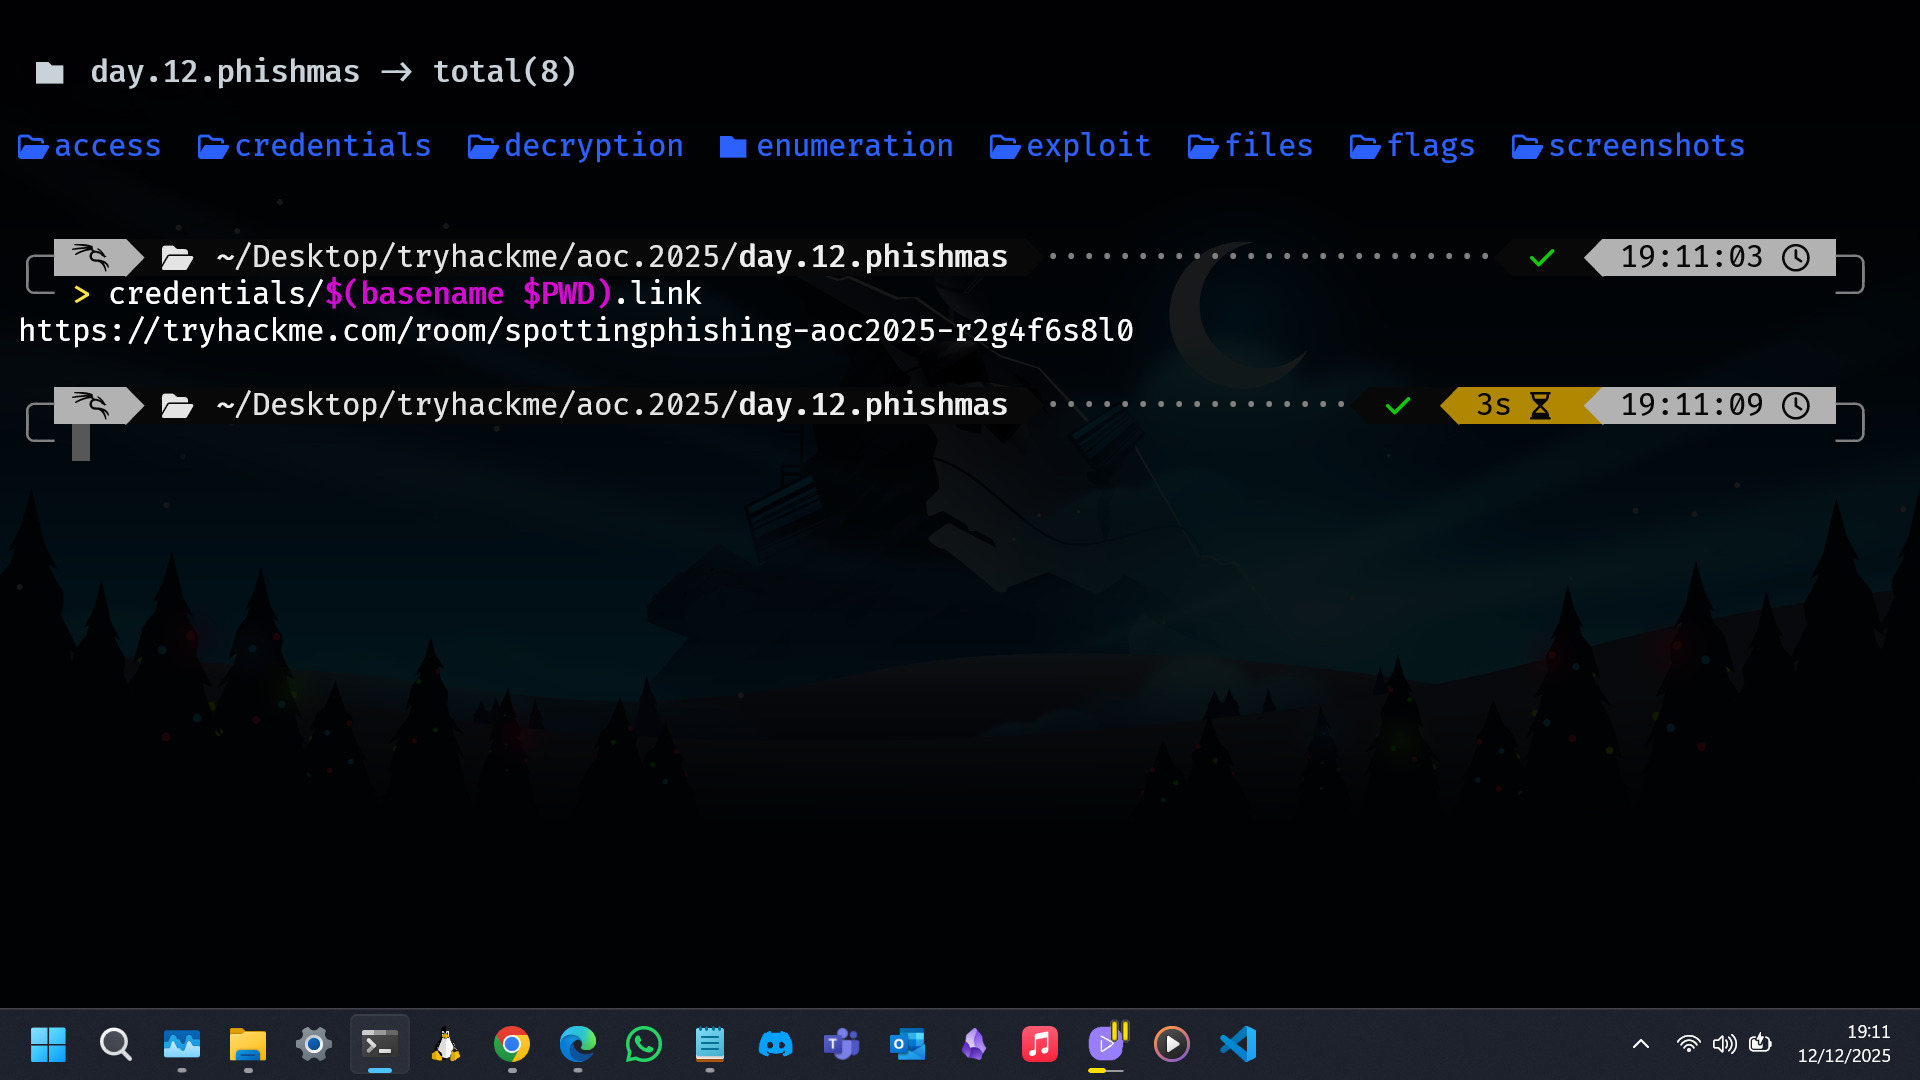 day.12.phishmas → total(8)
access credentials decryption enumeration exploit files flags screenshots
~/Desktop/tryhackme/aoc.2025/day.12.phishmas 19:11:03
> credentials/$(basename $PWD).link
https://tryhackme.com/room/spottingphishing-aoc2025-r2g4f6s8l0
~/Desktop/tryhackme/aoc.2025/day.12.phishmas 3s 19:11:09
19:11
12/12/2025